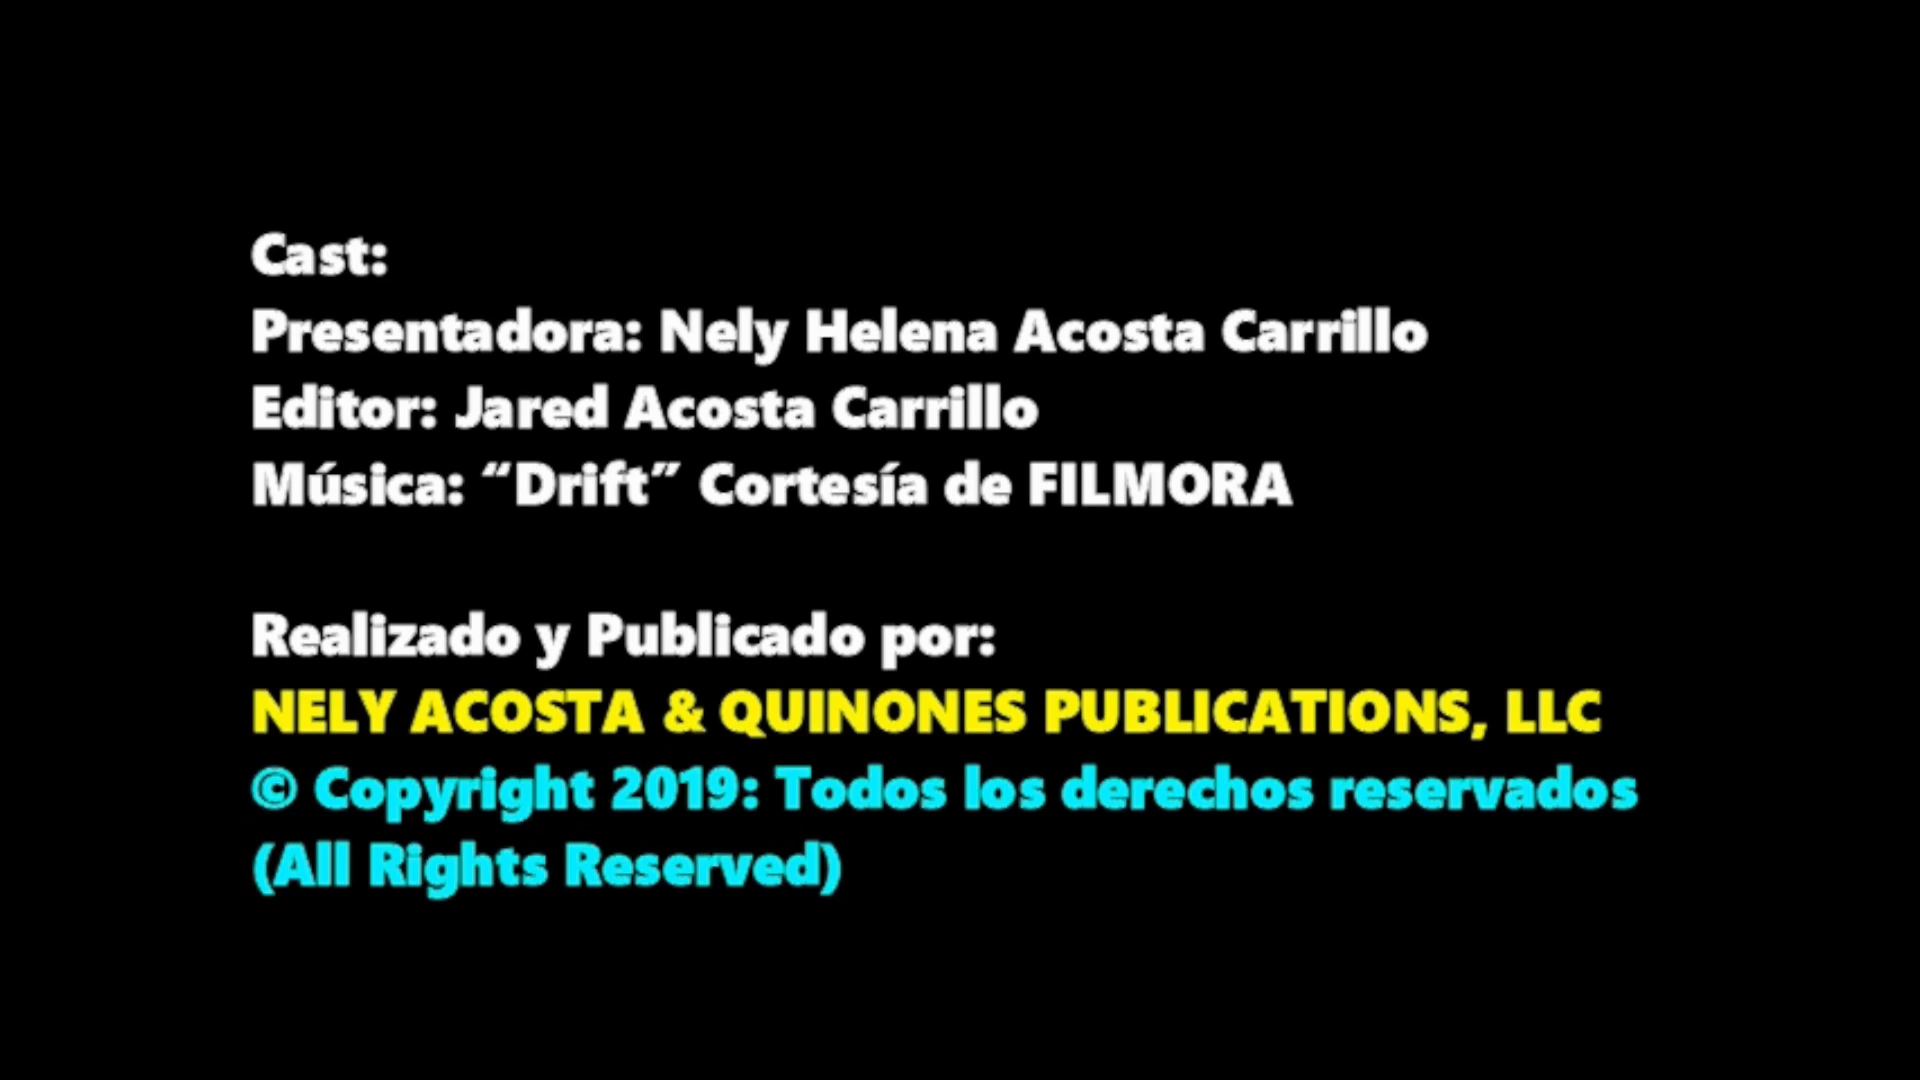 Cast:
Presentadora: Nely Helena Acosta Carrillo
Editor: Jared Acosta Carrillo
Música: “Drift” Cortesía de FILMORA
Realizado y Publicado por:
NELY ACOSTA & QUINONES PUBLICATIONS, LLC
© Copyright 2019: Todos los derechos reservados
(All Rights Reserved)